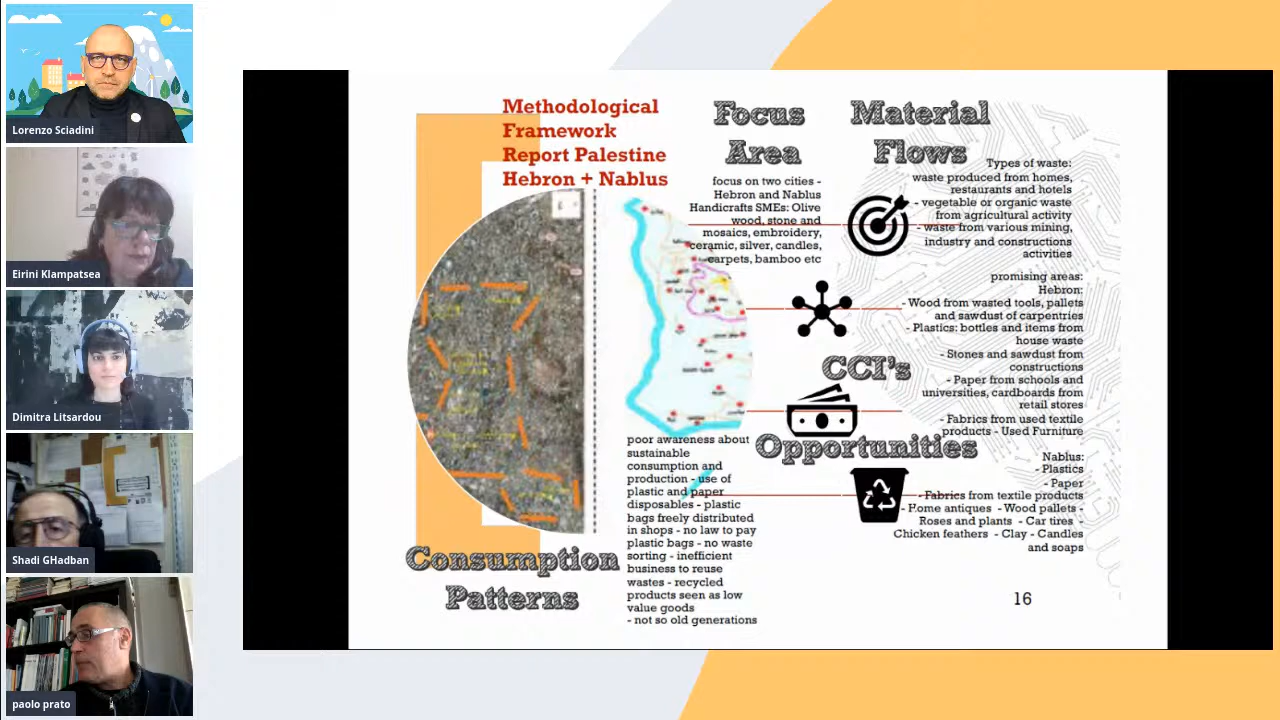 Lorenzo Sciadini
Eirini Klampatsea
Dimitra Litsardou
Shadi GHadban
paolo prato
Methodological
Framework
Report Palestine
Hebron + Nablus
Focus
Area
focus on two cities -
Hebron and Nablus
Handicrafts SMEs: Olive
wood, stone and
mosaics, embroidery,
ceramic, silver, candles,
carpets, bamboo etc
Material
Flows
Types of waste:
waste produced from homes,
restaurants and hotels
- vegetable or organic waste
from agricultural activity
- waste from various mining,
industry and constructions
activities
promising areas:
Hebron:
- Wood from wasted tools, pallets
and sawdust of carpentries
- Plastics: bottles and items from
house waste
- Stones and sawdust from
constructions
- Paper from schools and
universities, cardboards from
retail stores
- Fabrics from used textile
products - Used Furniture
Nablus:
- Plastics
- Paper
- Fabrics from textile products
- Home antiques - Wood pallets -
Roses and plants - Car tires -
Chicken feathers - Clay - Candles
and soaps
CCI's
Opportunities
Consumption
Patterns
poor awareness about
sustainable
consumption and
production - use of
plastic and paper
disposables - plastic
bags freely distributed
in shops - no law to pay
plastic bags - no waste
sorting - inefficient
business to reuse
wastes - recycled
products seen as low
value goods
- not so old generations
16